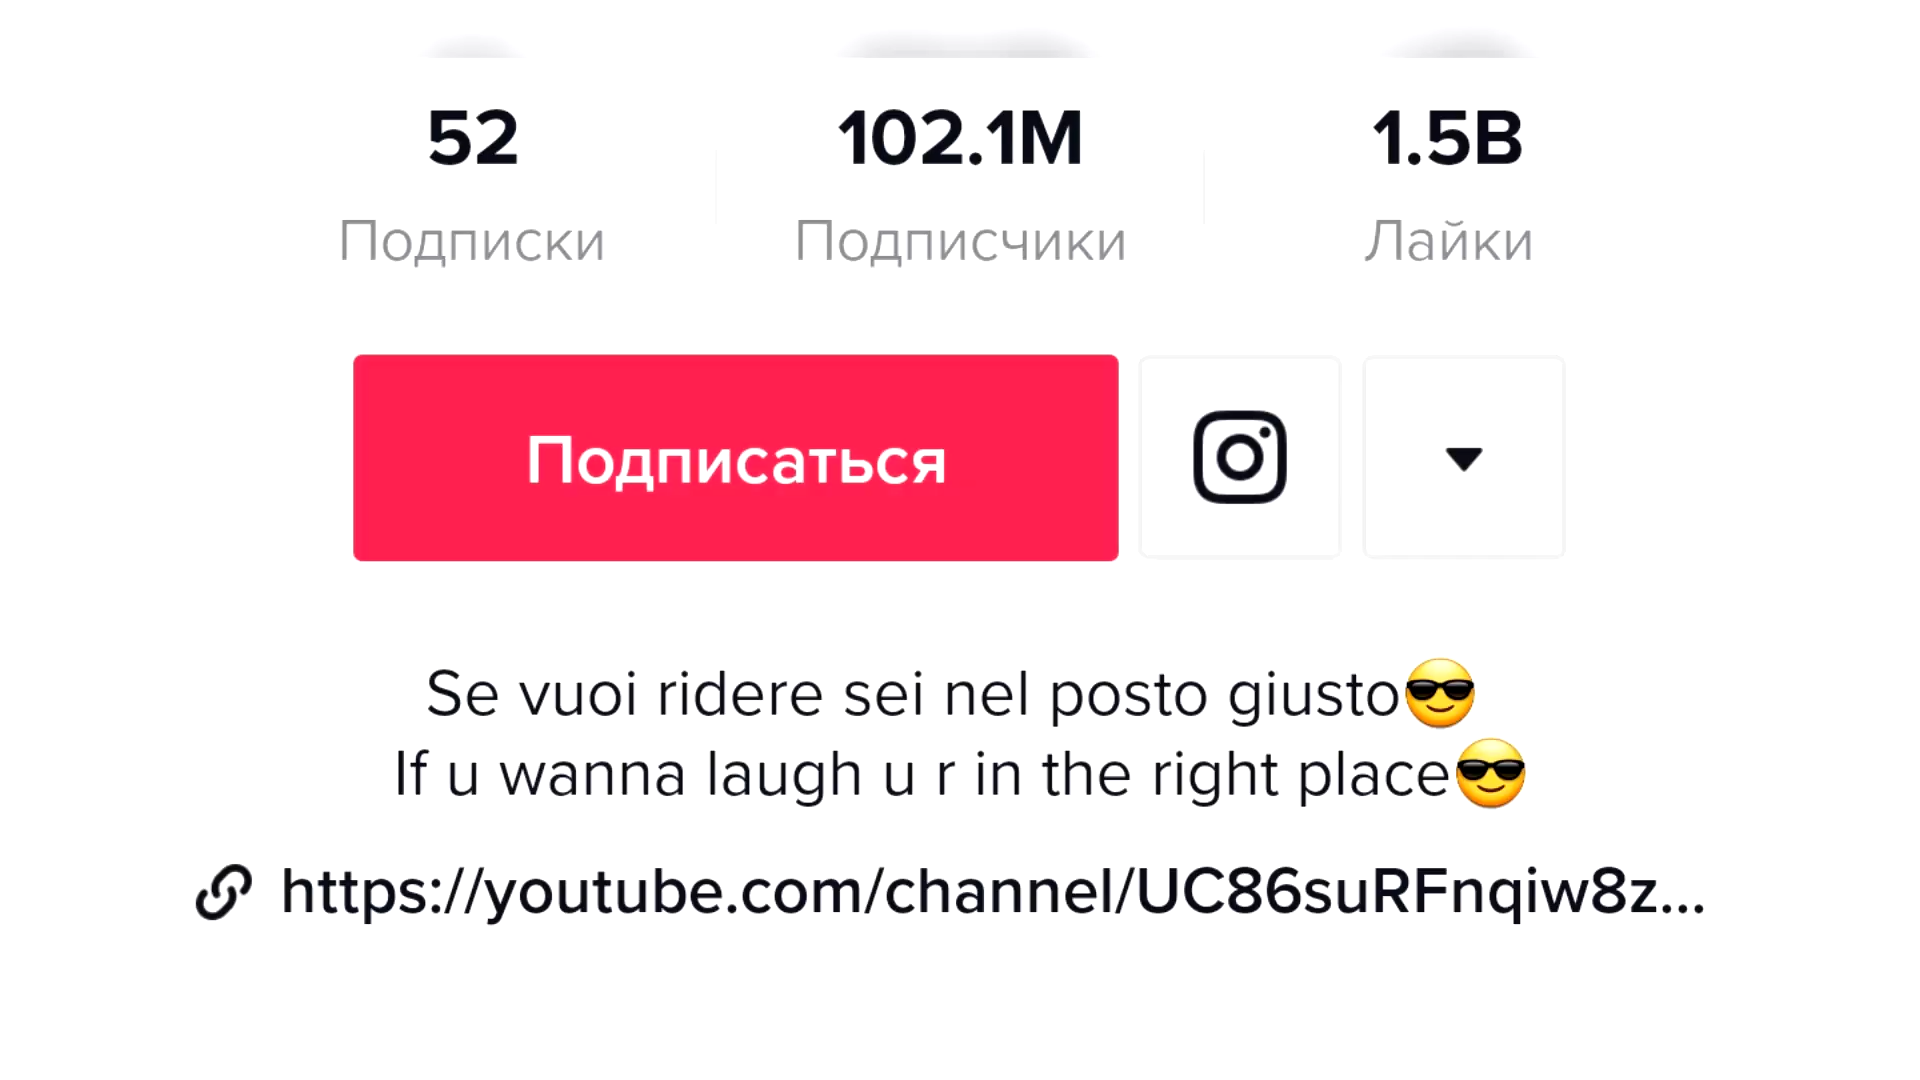 52 102.1M 1.5B
Подписки Подписчики Лайки
Подписаться
Se vuoi ridere sei nel posto giusto😎
If u wanna laugh u r in the right place😎
https://youtube.com/channel/UC86suRFnqiw8z...